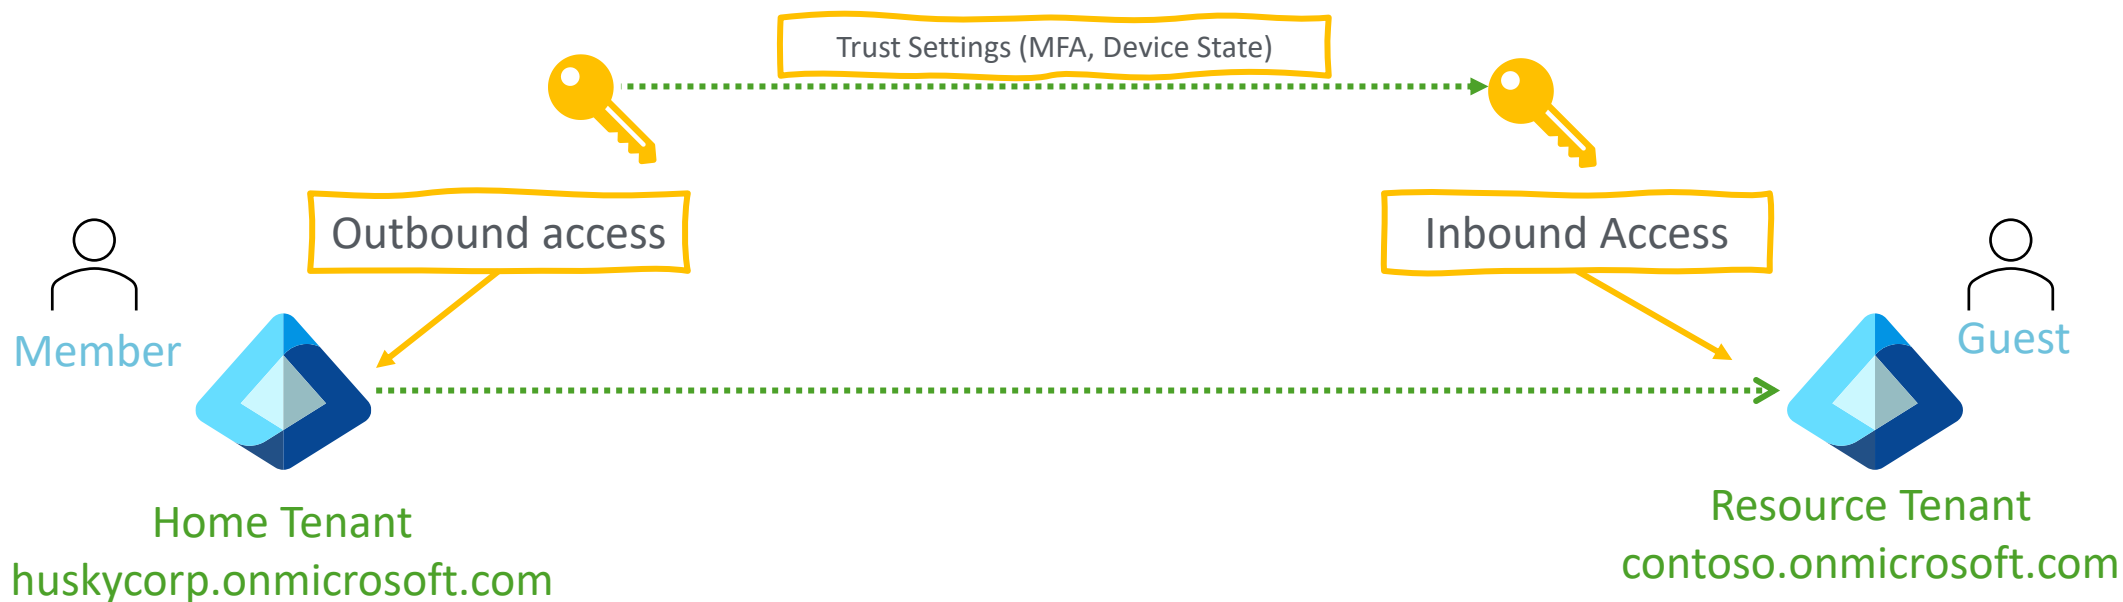 Trust Settings (MFA, Device State)
Outbound access
Inbound Access
Member
Guest
Home Tenant
huskycorp.onmicrosoft.com
Resource Tenant
contoso.onmicrosoft.com